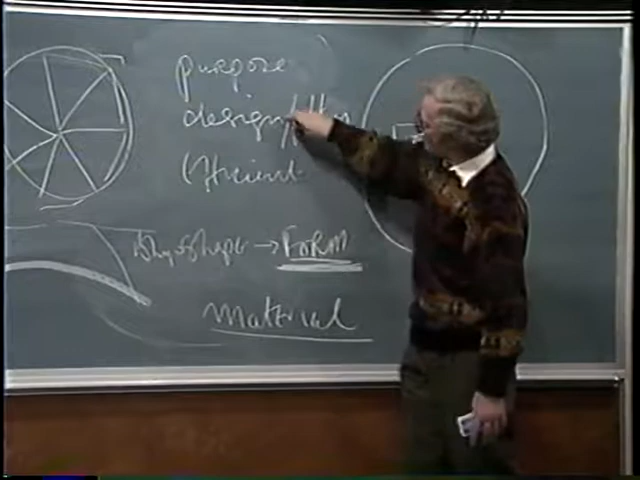 purpose
design
Efficient
shape → FORM
Material